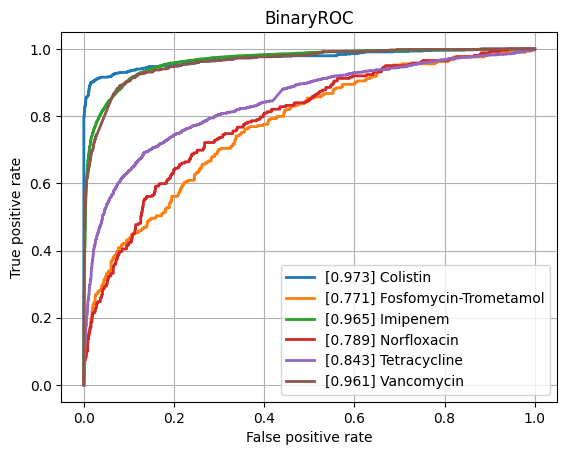 BinaryROC
True positive rate
1.0
0.8
0.6
0.4
0.2
0.0
[0.973] Colistin
[0.771] Fosfomycin-Trometamol
[0.965] Imipenem
[0.789] Norfloxacin
[0.843] Tetracycline
[0.961] Vancomycin
0.0 0.2 0.4 0.6 0.8 1.0
False positive rate